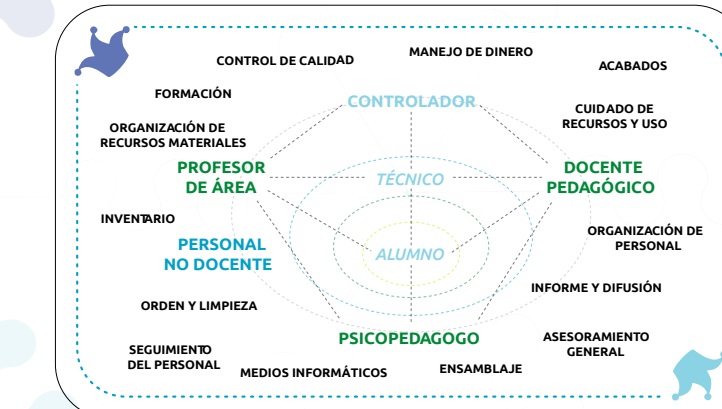 MANEJO DE DINERO
CONTROL DE CALIDAD
ACABADOS
FORMACIÓN
CONTROLADOR
CUIDADO DE
RECURSOS Y USO
ORGANIZACIÓN DE
RECURSOS MATERIALES
PROFESOR
DE ÁREA
TÉCNICO
DOCENTE
PEDAGÓGICO
INVENTARIO
PERSONAL
NO DOCENTE
ALUMNO
ORGANIZACIÓN DE
PERSONAL
INFORME Y DIFUSIÓN
ORDEN Y LIMPIEZA
PSICOPEDAGOGO
ASESORAMIENTO
GENERAL
SEGUIMIENTO
DEL PERSONAL
MEDIOS INFORMÁTICOS
ENSAMBLAJE